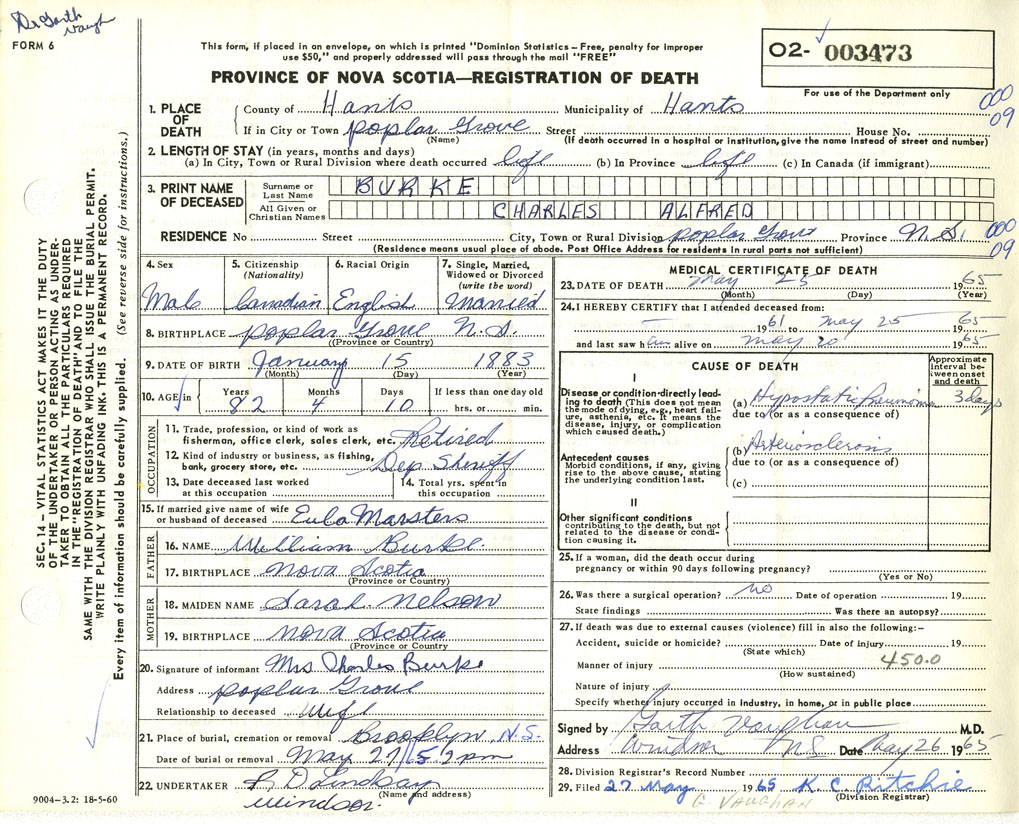 Dr Garth
Vaughn
FORM 6
This form, if placed in an envelope, on which is printed "Dominion Statistics – Free, penalty for improper
use $50," and properly addressed will pass through the mail "FREE"
PROVINCE OF NOVA SCOTIA—REGISTRATION OF DEATH
O2- 003473
For use of the Department only
000
09
SEC. 14 – VITAL STATISTICS ACT MAKES IT THE DUTY
OF THE UNDERTAKER OR PERSON ACTING AS UNDER-
TAKER TO OBTAIN ALL THE PARTICULARS REQUIRED
IN THE "REGISTRATION OF DEATH" AND TO FILE THE
SAME WITH THE DIVISION REGISTRAR WHO SHALL ISSUE THE BURIAL PERMIT.
WRITE PLAINLY WITH UNFADING INK. THIS IS A PERMANENT RECORD.
Every item of information should be carefully supplied. (See reverse side for instructions.)
1. PLACE OF DEATH
County of Hants Municipality of Hants
If in City or Town Poplar Grove Street House No.
(Name) (If death occurred in a hospital or institution, give the name instead of street and number)
2. LENGTH OF STAY (in years, months and days)
(a) In City, Town or Rural Division where death occurred life (b) In Province life (c) In Canada (if immigrant)
3. PRINT NAME OF DECEASED
Surname or Last Name BURKE
All Given or Christian Names CHARLES ALFRED
RESIDENCE No Street City, Town or Rural Division Poplar Grove Province N.S. 000
09
(Residence means usual place of abode. Post Office Address for residents in rural parts not sufficient)
4. Sex Male
5. Citizenship (Nationality) Canadian
6. Racial Origin English
7. Single, Married, Widowed or Divorced (write the word) Married
8. BIRTHPLACE Poplar Grove N.S.
(Province or Country)
9. DATE OF BIRTH January 15 1883
(Month) (Day) (Year)
10. AGE in Years 82 Months 4 Days 10 If less than one day old hrs. or min.
OCCUPATION
11. Trade, profession, or kind of work as
fisherman, office clerk, sales clerk, etc. Retired
12. Kind of industry or business, as fishing,
bank, grocery store, etc. Dep Sheriff
13. Date deceased last worked
at this occupation
14. Total yrs. spent in
this occupation
15. If married give name of wife
or husband of deceased Eula Marsters
FATHER
16. NAME William Burke
17. BIRTHPLACE Nova Scotia
(Province or Country)
MOTHER
18. MAIDEN NAME Sarah Nelson
19. BIRTHPLACE Nova Scotia
(Province or Country
20. Signature of informant Mrs Charles Burke
Address Poplar Grove
Relationship to deceased Wife
21. Place of burial, cremation or removal Brooklyn, N.S.
Date of burial or removal May 27/65 2pm
22. UNDERTAKER R D Lindsay
(Name and address)
Windsor
9004–3.2: 18-5-60
MEDICAL CERTIFICATE OF DEATH
23. DATE OF DEATH May 25 1965
(Month) (Day) (Year)
24. I HEREBY CERTIFY that I attended deceased from:
1961 to May 25 65
and last saw him alive on May 20 1965
CAUSE OF DEATH
Approximate interval between onset and death
I
Disease or condition directly lead-
ing to death (This does not mean
the mode of dying, e.g., heart fail-
ure, asthenia, etc. It means the
disease, injury, or complication
which caused death.)
(a) Hypostatic Pneumonia 3 days
due to (or as a consequence of)
Antecedent causes
Morbid conditions, if any, giving
rise to the above cause, stating
the underlying condition last.
(b) Arteriosclerosis
due to (or as a consequence of)
(c)
II
Other significant conditions
contributing to the death, but not
related to the disease or condi-
tion causing it.
25. If a woman, did the death occur during
pregnancy or within 90 days following pregnancy?
(Yes or No)
26. Was there a surgical operation? no Date of operation 19
State findings Was there an autopsy?
27. If death was due to external causes (violence) fill in also the following:–
Accident, suicide or homicide? Date of injury 19
(State which)
450.0
Manner of injury
(How sustained)
Nature of injury
Specify whether injury occurred in industry, in home, or in public place
Signed by Garth Vaughan M.D.
Address Windsor NS Date May 26 1965
28. Division Registrar's Record Number
29. Filed 27 May 1965 K C Ritchie
G. VAUGHAN (Division Registrar)